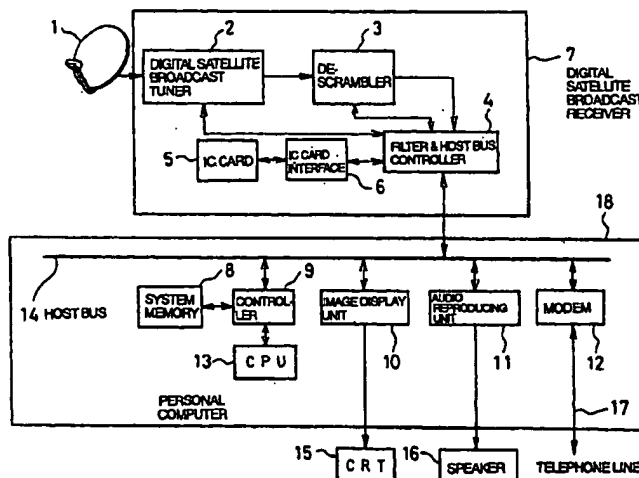 1
2
3
7
DIGITAL SATELLITE
BROADCAST
TUNER
DE-
SCRAMBLER
DIGITAL
SATELLITE
BROADCAST
RECEIVER
4
5
IC CARD
IC CARD
INTERFACE
6
FILTER & HOST BUS
CONTROLLER
18
14 HOST BUS
8
SYSTEM
MEMORY
9
CONTROL-
LER
IMAGE DISPLAY
UNIT
10
AUDIO
REPRODUCING
UNIT
11
MODEM
12
13
CPU
PERSONAL
COMPUTER
17
15
CRT
16
SPEAKER
TELEPHONE LINE